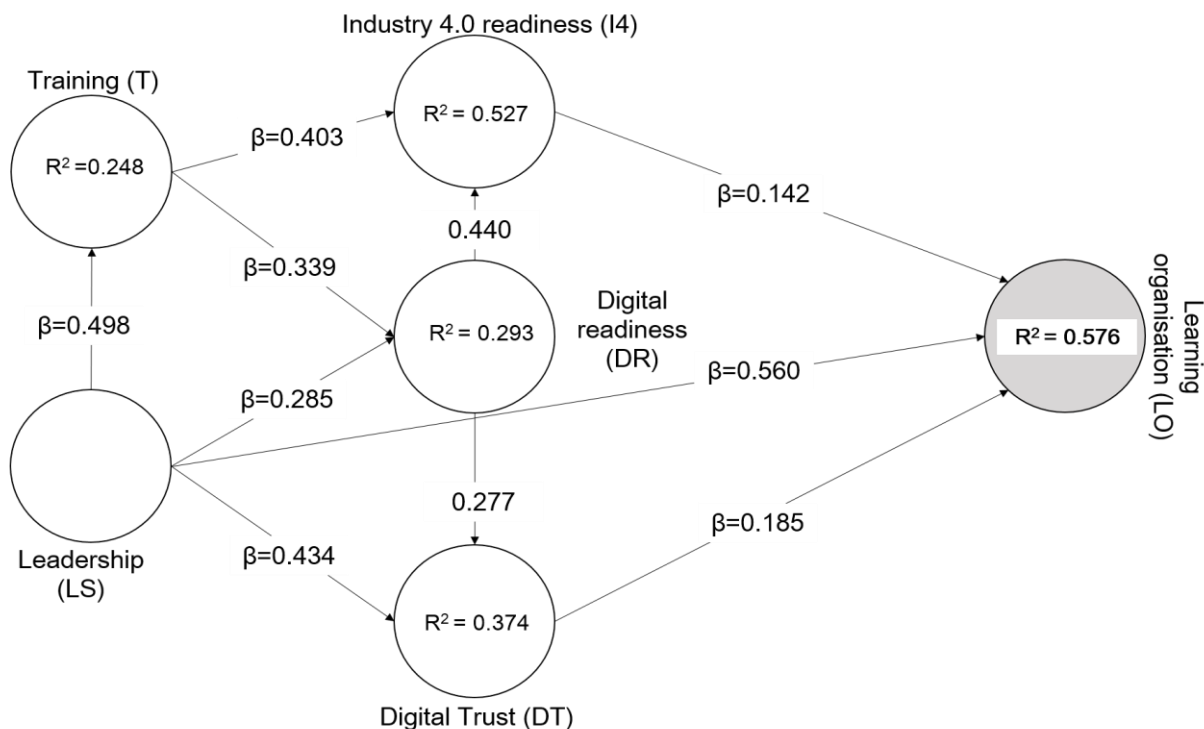 Industry 4.0 readiness (I4)
Training (T)
R² = 0.527
R² =0.248
β=0.403
β=0.142
0.440
β=0.339
Digital
readiness
(DR)
R² = 0.293
Learning
organisation (LO)
R² = 0.576
β=0.498
β=0.560
β=0.285
0.277
β=0.185
Leadership
(LS)
β=0.434
R² = 0.374
Digital Trust (DT)